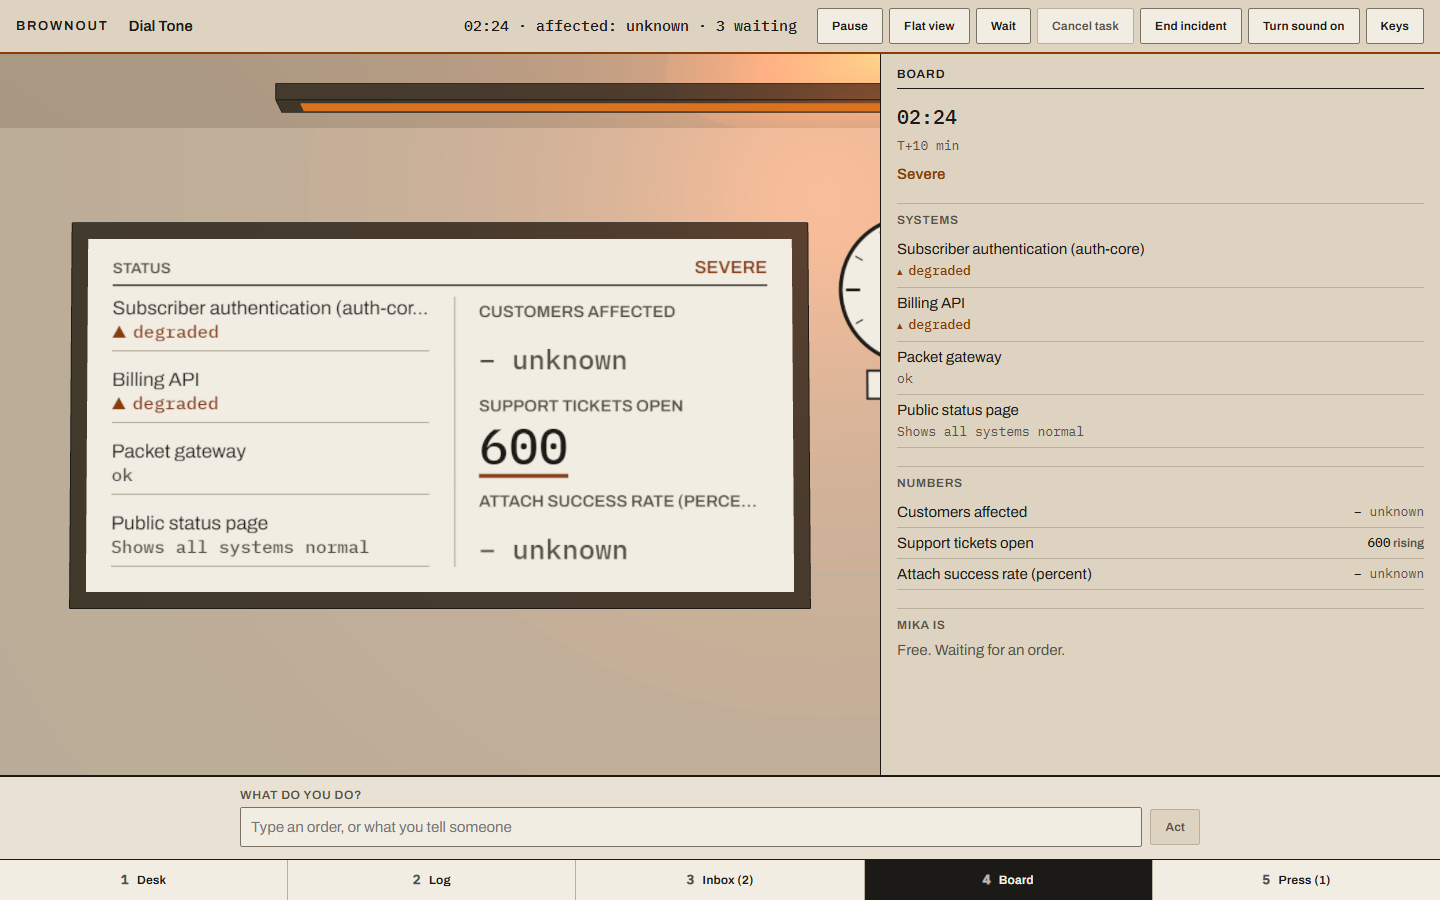 BROWNOUT Dial Tone 02:24 · affected: unknown · 3 waiting Pause Flat view Wait Cancel task End incident Turn sound on Keys
STATUS SEVERE
Subscriber authentication (auth-cor...
▲ degraded
Billing API
▲ degraded
Packet gateway
ok
Public status page
Shows all systems normal
CUSTOMERS AFFECTED
– unknown
SUPPORT TICKETS OPEN
600
ATTACH SUCCESS RATE (PERCE...
– unknown
BOARD
02:24
T+10 min
Severe
SYSTEMS
Subscriber authentication (auth-core)
▲ degraded
Billing API
▲ degraded
Packet gateway
ok
Public status page
Shows all systems normal
NUMBERS
Customers affected – unknown
Support tickets open 600 rising
Attach success rate (percent) – unknown
MIKA IS
Free. Waiting for an order.
WHAT DO YOU DO?
Type an order, or what you tell someone Act
1 Desk 2 Log 3 Inbox (2) 4 Board 5 Press (1)